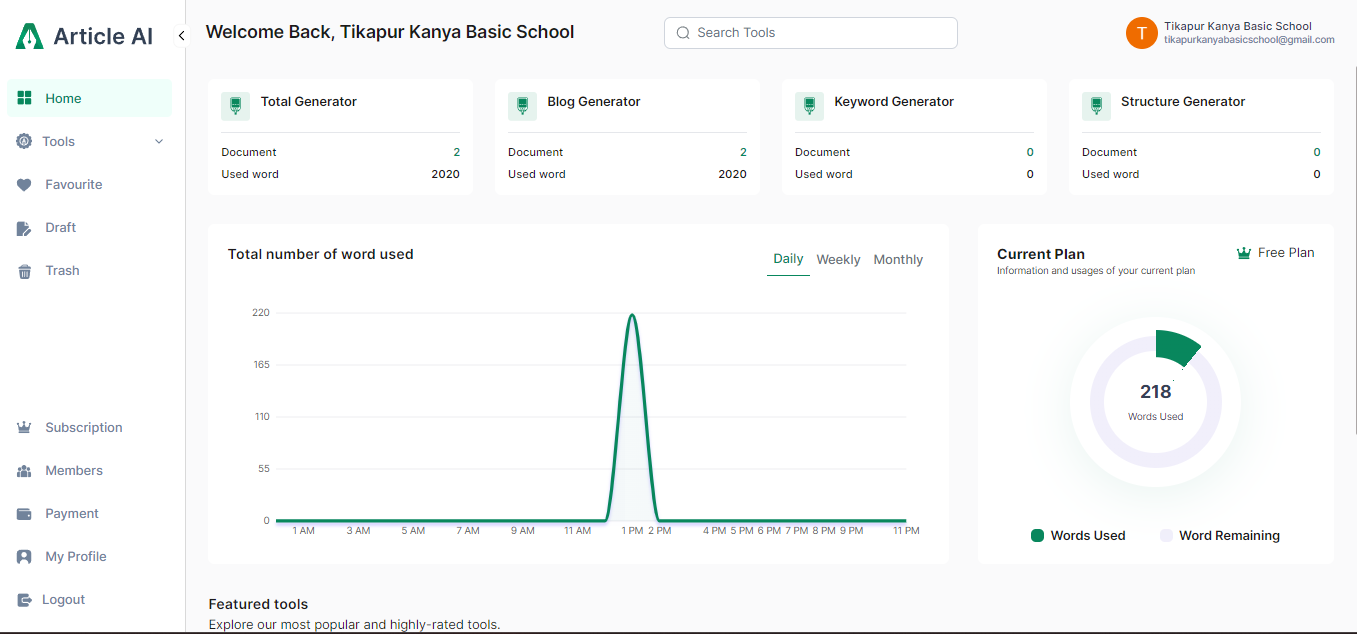 Article AI
Welcome Back, Tikapur Kanya Basic School
Search Tools
T
Tikapur Kanya Basic School
tikapurkanyabasicschool@gmail.com
Home
Tools
Favourite
Draft
Trash
Subscription
Members
Payment
My Profile
Logout
Total Generator
Document 2
Used word 2020
Blog Generator
Document 2
Used word 2020
Keyword Generator
Document 0
Used word 0
Structure Generator
Document 0
Used word 0
Total number of word used
Daily Weekly Monthly
220
165
110
55
0
1 AM 3 AM 5 AM 7 AM 9 AM 11 AM 1 PM 2 PM 4 PM 5 PM 6 PM 7 PM 8 PM 9 PM 11 PM
Current Plan
Free Plan
Information and usages of your current plan
218
Words Used
Words Used Word Remaining
Featured tools
Explore our most popular and highly-rated tools.